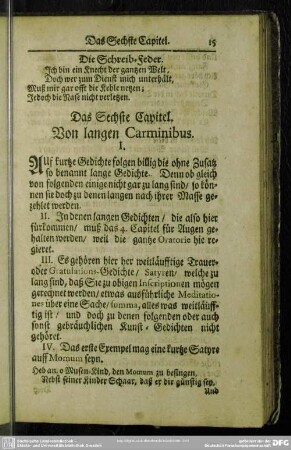 Das Sechste Capitel. 15
Die Schreib-Feder.
Ich bin ein Knecht der gantzen Welt,
Doch wer zum Dienst mich unterhält,
Muß mir gar offt die Kehle netzen;
Jedoch die Nase nicht verletzen.
Das Sechste Capitel.
Von langen Carminibus.
I.
Auf kurtze Gedichte folgen billig die ohne Zusatz
so benannt lange Gedichte. Denn ob gleich
von folgenden einige nicht gar zu lang sind/ so kön-
nen sie doch zu denen langen nach ihrer Masse ge-
zehlet werden.
II. In denen langen Gedichten/ die also hier
fürkommen/ muß das 4. Capitel für Augen ge-
halten werden/ weil die gantze Oratorie hie re-
gieret.
III. Es gehören hier her weitläufftige Trauer-
oder Gratulations-Gedichte/ Satyren/ welche zu
lang sind, daß Sie zu obigen Inscriptionen mögen
gerechnet werden/ etwas ausführliche Meditatio-
nes über eine Sache/ summa, alles was weitläuff-
tig ist/ und doch zu denen folgenden oder auch
sonst gebräuchlichen Kunst-Gedichten nicht
gehöret.
IV. Das erste Exempel mag eine kurtze Satyre
auff Momum seyn.
Heb an, o Musen-Kind, den Momum zu besingen,
Nebst seiner Kinder Schaar, daß er dir günstig sey,
Und